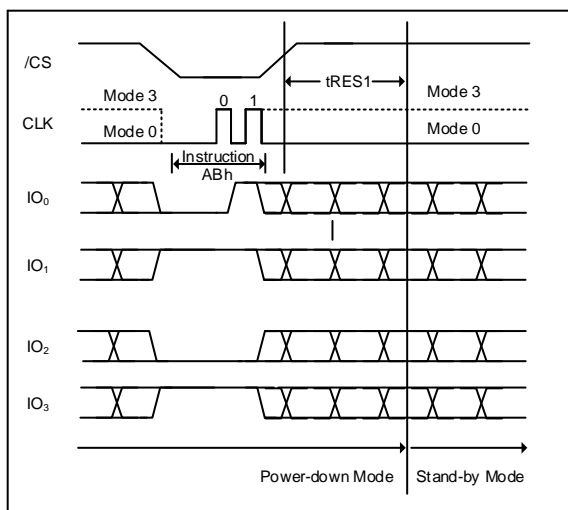 /CS
tRES1
Mode 3
0 1
Mode 3
CLK
Mode 0
Mode 0
Instruction
ABh
IO₀
IO₁
IO₂
IO₃
Power-down Mode
Stand-by Mode